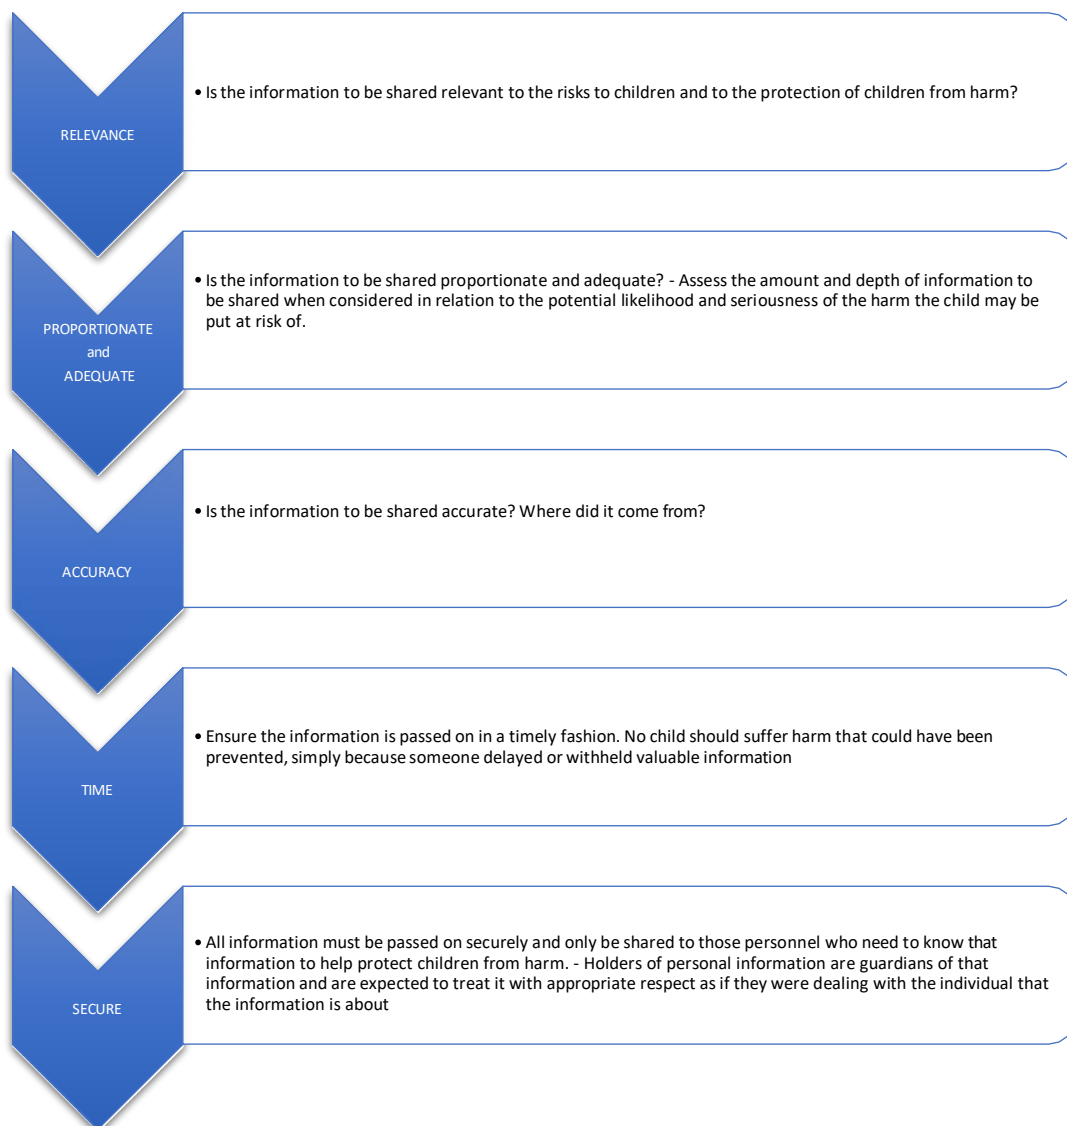 RELEVANCE
• Is the information to be shared relevant to the risks to children and to the protection of children from harm?
PROPORTIONATE
and
ADEQUATE
• Is the information to be shared proportionate and adequate? - Assess the amount and depth of information to
be shared when considered in relation to the potential likelihood and seriousness of the harm the child may be
put at risk of.
ACCURACY
• Is the information to be shared accurate? Where did it come from?
TIME
• Ensure the information is passed on in a timely fashion. No child should suffer harm that could have been
prevented, simply because someone delayed or withheld valuable information
SECURE
• All information must be passed on securely and only be shared to those personnel who need to know that
information to help protect children from harm. - Holders of personal information are guardians of that
information and are expected to treat it with appropriate respect as if they were dealing with the individual that
the information is about